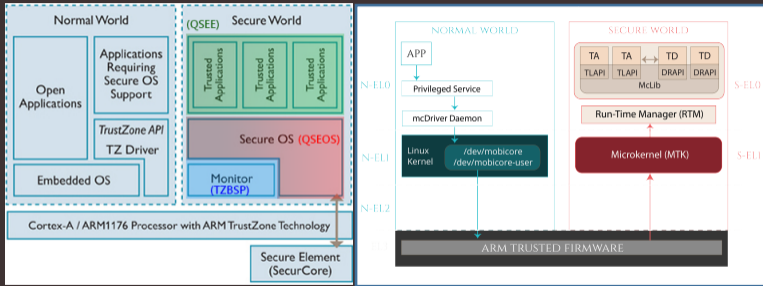 Normal World
(QSEE)
Secure World
Open
Applications
Applications
Requiring
Secure OS
Support
TrustZone API
TZ Driver
Embedded OS
Trusted
Applications
Trusted
Applications
Trusted
Applications
Secure OS (QSEOS)
Monitor
(TZBSP)
Cortex-A / ARM1176 Processor with ARM TrustZone Technology
Secure Element
(SecurCore)
NORMAL WORLD
SECURE WORLD
APP
N-EL0
Privileged Service
mcDriver Daemon
N-EL1
Linux
Kernel
/dev/mobicore
/dev/mobicore-user
N-EL2
TA TA TD TD
TLAPI TLAPI DRAPI DRAPI
McLib
S-EL0
Run-Time Manager (RTM)
Microkernel (MTK)
S-EL1
ARM TRUSTED FIRMWARE